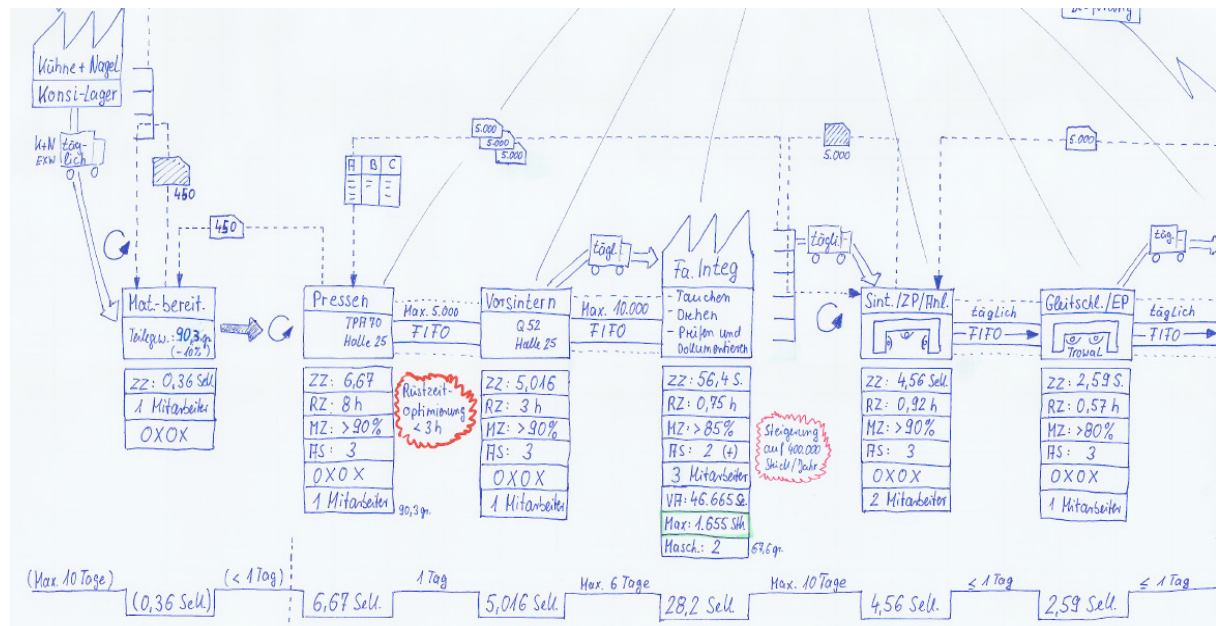 Kühne + Nagel
Konsi-Lager
K+N
EXW
täg-
lich
450
450
5.000
5.000
5.000
5.000
5.000
A B C
tägl.
tägli-
täg-
Mat-bereit.
Teilegew.: 90,3 gr.
(-10%)
Pressen
TPA 70
Halle 25
Max. 5.000
FIFO
Vorsintern
Q 52
Halle 25
Max. 10.000
FIFO
Fa. Integ
- Tauchen
- Drehen
- Prüfen und
Dokumentieren
Sint./ZP/Anl.
täglich
FIFO
Gleitschl./EP
Trowal
täglich
FIFO
ZZ: 0,36 Sek.
1 Mitarbeiter
OXOX
ZZ: 6,67
RZ: 8 h
MZ: >90%
AS: 3
OXOX
1 Mitarbeiter
90,3 gr.
Rüstzeit-
optimierung
< 3 h
ZZ: 5,016
RZ: 3 h
MZ: >90%
AS: 3
OXOX
1 Mitarbeiter
ZZ: 56,4 S.
RZ: 0,75 h
MZ: >85%
AS: 2 (+)
3 Mitarbeiter
VA: 46.665 St.
Max: 1.655 Stk
Masch.: 2
67,6 gr.
Steigerung
auf 400.000
Stück/Jahr
ZZ: 4,56 Sek.
RZ: 0,92 h
MZ: >90%
AS: 3
OXOX
2 Mitarbeiter
ZZ: 2,59 S.
RZ: 0,57 h
MZ: >80%
AS: 3
OXOX
1 Mitarbeiter
(Max. 10 Tage)
(0,36 Sek.)
(< 1 Tag)
6,67 Sek.
1 Tag
5,016 Sek.
Max. 6 Tage
28,2 Sek.
Max. 10 Tage
4,56 Sek.
≤ 1 Tag
2,59 Sek.
≤ 1 Tag